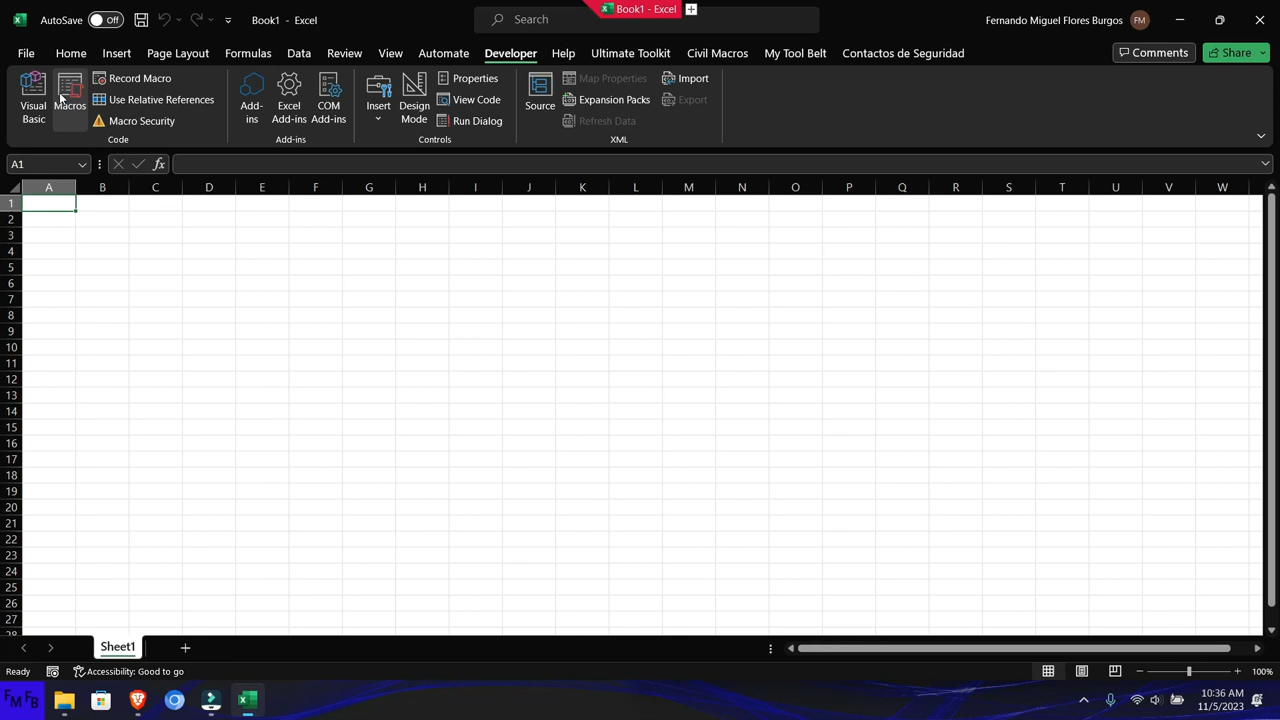 Book1 - Excel
AutoSave Off Book1 - Excel Search Fernando Miguel Flores Burgos FM
File Home Insert Page Layout Formulas Data Review View Automate Developer Help Ultimate Toolkit Civil Macros My Tool Belt Contactos de Seguridad Comments Share
Visual Basic
Macros
Record Macro
Use Relative References
Macro Security
Code
Add-ins
Excel Add-ins
COM Add-ins
Add-ins
Insert
Design Mode
Properties
View Code
Run Dialog
Controls
Source
Map Properties
Expansion Packs
Refresh Data
Import
Export
XML
A1 fx
A B C D E F G H I J K L M N O P Q R S T U V W
1
2
3
4
5
6
7
8
9
10
11
12
13
14
15
16
17
18
19
20
21
22
23
24
25
26
27
28
Sheet1
Ready Accessibility: Good to go 100%
FM FB
10:36 AM
11/5/2023